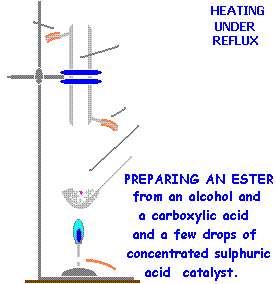 HEATING
UNDER
REFLUX
PREPARING AN ESTER
from an alcohol and
a carboxylic acid
and a few drops of
concentrated sulphuric
acid catalyst.